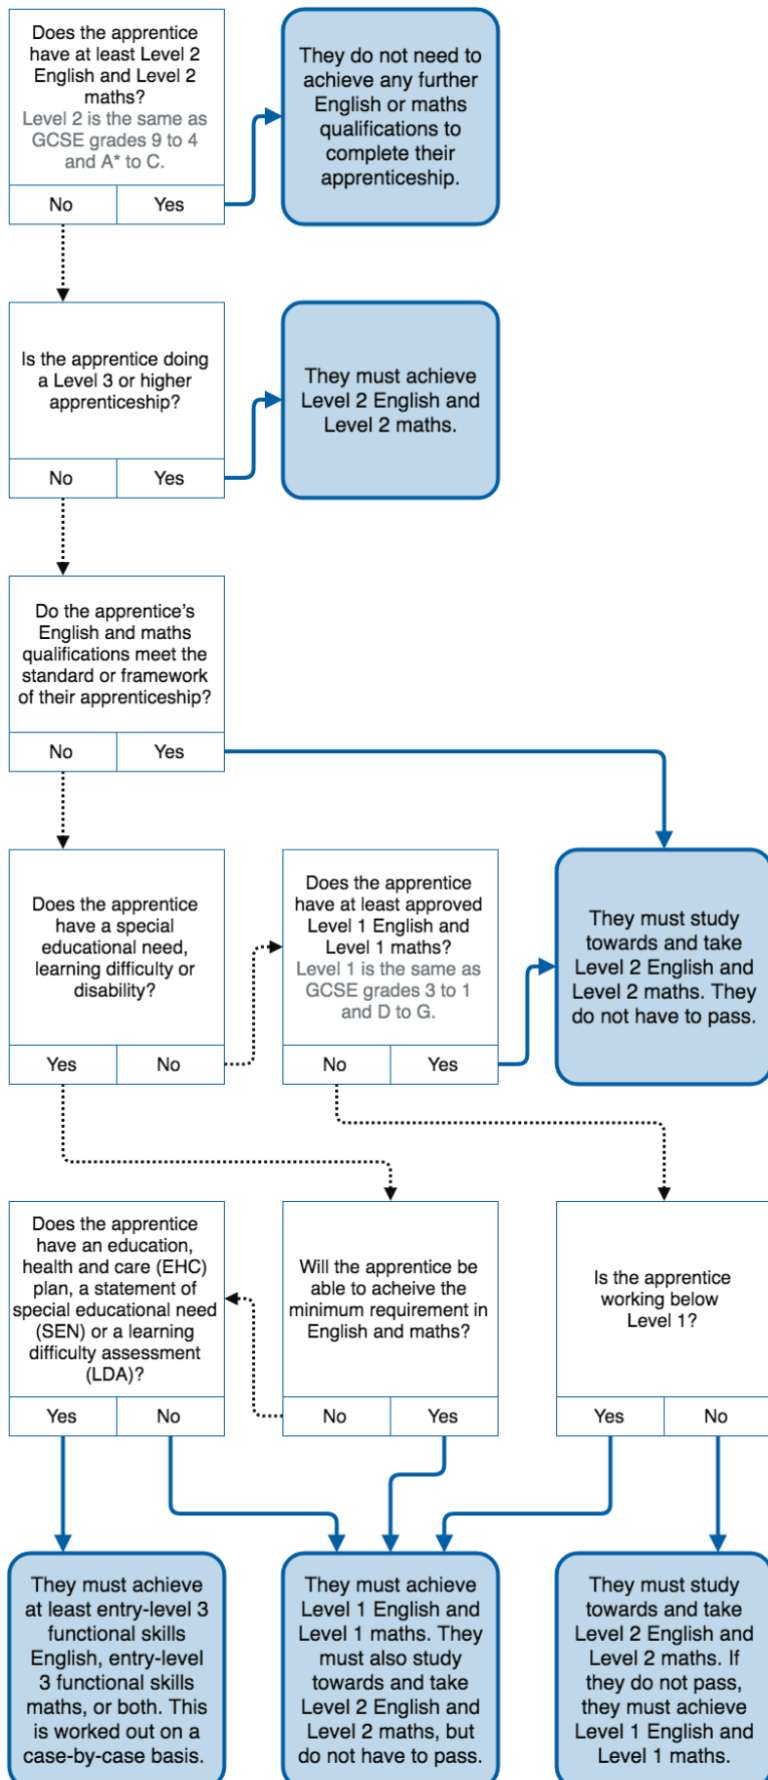 Does the apprentice
have at least Level 2
English and Level 2
maths?
Level 2 is the same as
GCSE grades 9 to 4
and A* to C.
No
Yes
They do not need to
achieve any further
English or maths
qualifications to
complete their
apprenticeship.
Is the apprentice doing
a Level 3 or higher
apprenticeship?
No
Yes
They must achieve
Level 2 English and
Level 2 maths.
Do the apprentice's
English and maths
qualifications meet the
standard or framework
of their apprenticeship?
No
Yes
Does the apprentice
have a special
educational need,
learning difficulty or
disability?
Yes
No
Does the apprentice
have at least approved
Level 1 English and
Level 1 maths?
Level 1 is the same as
GCSE grades 3 to 1
and D to G.
No
Yes
They must study
towards and take
Level 2 English and
Level 2 maths. They
do not have to pass.
Does the apprentice
have an education,
health and care (EHC)
plan, a statement of
special educational need
(SEN) or a learning
difficulty assessment
(LDA)?
Yes
No
Will the apprentice be
able to acheive the
minimum requirement in
English and maths?
No
Yes
Is the apprentice
working below
Level 1?
Yes
No
They must achieve
at least entry-level 3
functional skills
English, entry-level
3 functional skills
maths, or both. This
is worked out on a
case-by-case basis.
They must achieve
Level 1 English and
Level 1 maths. They
must also study
towards and take
Level 2 English and
Level 2 maths, but
do not have to pass.
They must study
towards and take
Level 2 English and
Level 2 maths. If
they do not pass,
they must achieve
Level 1 English and
Level 1 maths.